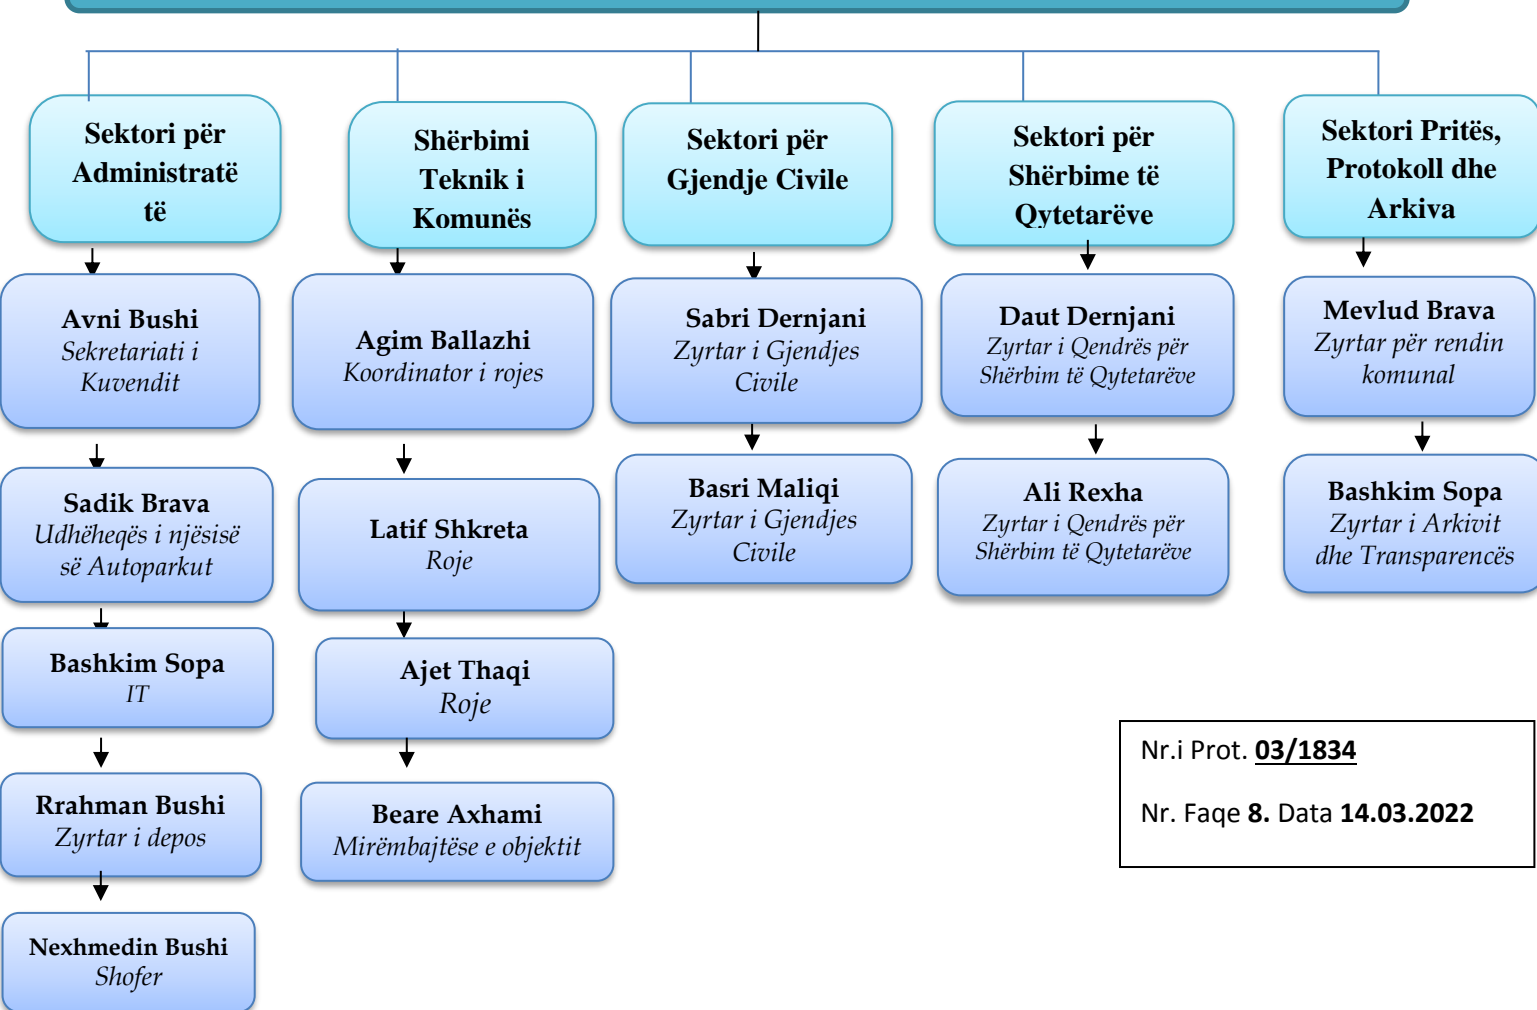 Sektori për
Administratë
të
Shërbimi
Teknik i
Komunës
Sektori për
Gjendje Civile
Sektori për
Shërbime të
Qytetarëve
Sektori Pritës,
Protokoll dhe
Arkiva
Avni Bushi
Sekretariati i
Kuvendit
Agim Ballazhi
Koordinator i rojes
Sabri Dernjani
Zyrtar i Gjendjes
Civile
Daut Dernjani
Zyrtar i Qendrës për
Shërbim të Qytetarëve
Mevlud Brava
Zyrtar për rendin
komunal
Sadik Brava
Udhëheqës i njësisë
së Autoparkut
Latif Shkreta
Roje
Basri Maliqi
Zyrtar i Gjendjes
Civile
Ali Rexha
Zyrtar i Qendrës për
Shërbim të Qytetarëve
Bashkim Sopa
Zyrtar i Arkivit
dhe Transparencës
Bashkim Sopa
IT
Ajet Thaqi
Roje
Rrahman Bushi
Zyrtar i depos
Beare Axhami
Mirëmbajtëse e objektit
Nexhmedin Bushi
Shofer
Nr.i Prot. 03/1834
Nr. Faqe 8. Data 14.03.2022